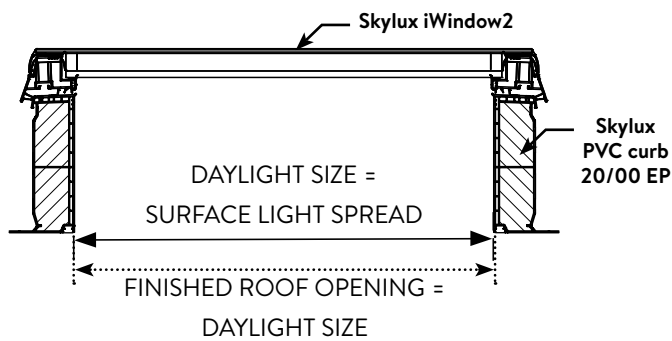 Skylux iWindow2
Skylux
PVC curb
20/00 EP
DAYLIGHT SIZE =
SURFACE LIGHT SPREAD
FINISHED ROOF OPENING =
DAYLIGHT SIZE